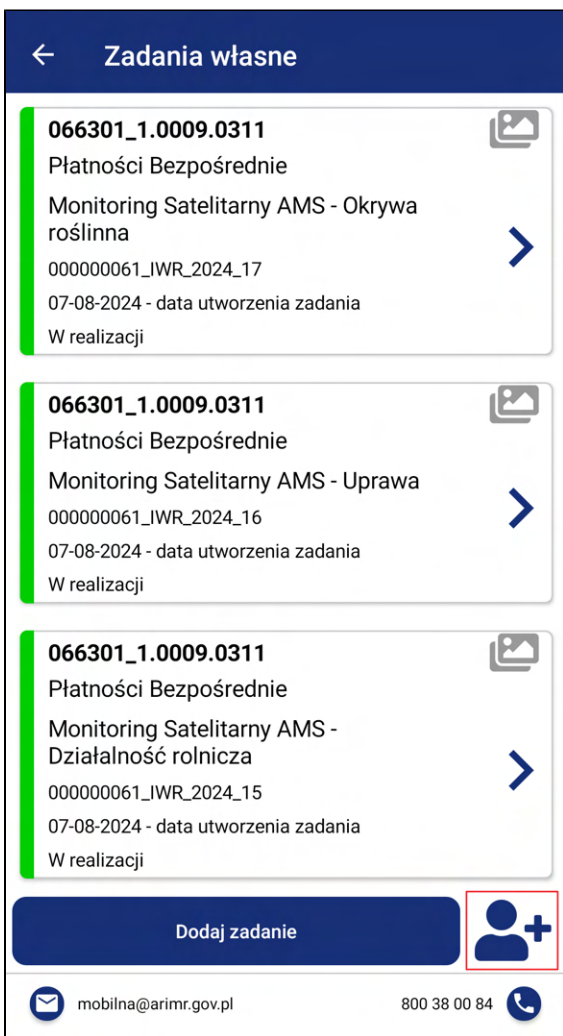 Zadania własne
066301_1.0009.0311
Płatności Bezpośrednie
Monitoring Satelitarny AMS - Okrywa
roślinna
000000061_IWR_2024_17
07-08-2024 - data utworzenia zadania
W realizacji
066301_1.0009.0311
Płatności Bezpośrednie
Monitoring Satelitarny AMS - Uprawa
000000061_IWR_2024_16
07-08-2024 - data utworzenia zadania
W realizacji
066301_1.0009.0311
Płatności Bezpośrednie
Monitoring Satelitarny AMS -
Działalność rolnicza
000000061_IWR_2024_15
07-08-2024 - data utworzenia zadania
W realizacji
Dodaj zadanie
mobilna@arimr.gov.pl 800 38 00 84